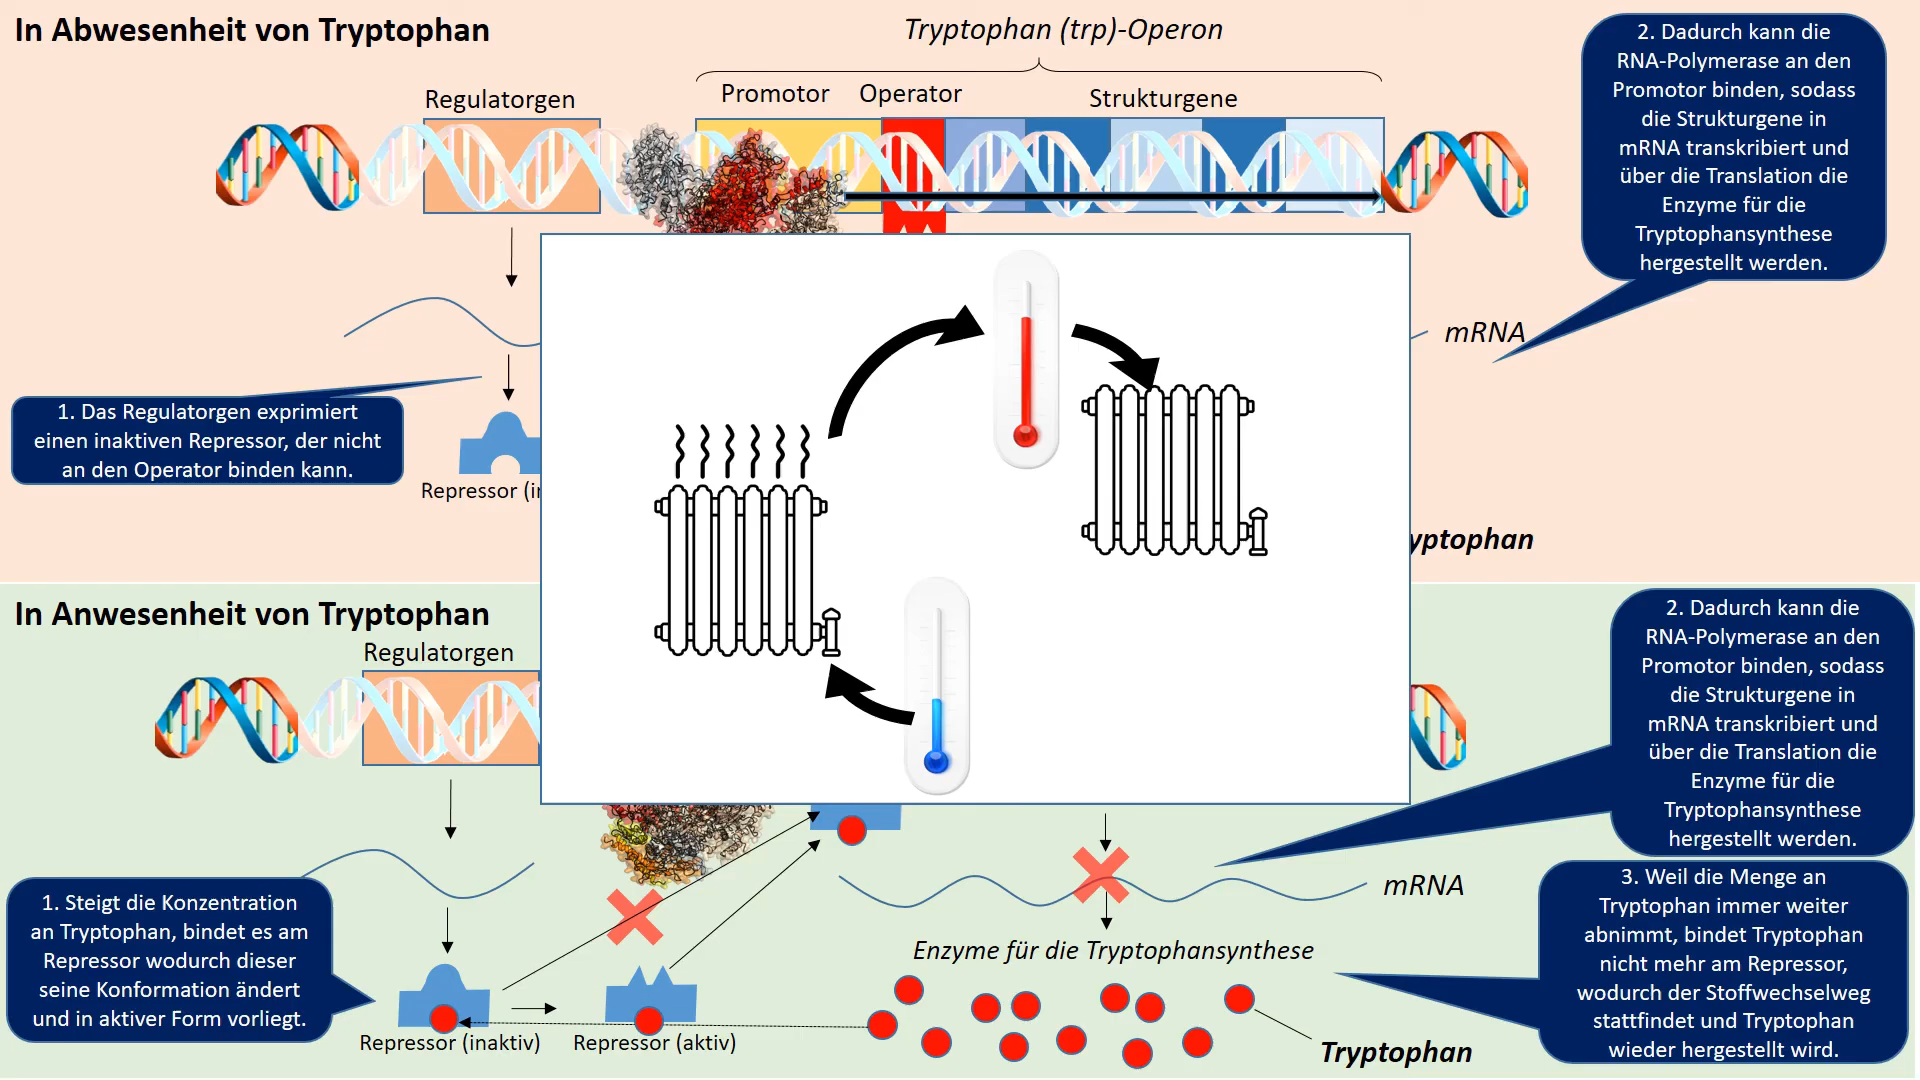 In Abwesenheit von Tryptophan
Tryptophan (trp)-Operon
Regulatorgen
Promotor
Operator
Strukturgene
2. Dadurch kann die
RNA-Polymerase an den
Promotor binden, sodass
die Strukturgene in
mRNA transkribiert und
über die Translation die
Enzyme für die
Tryptophansynthese
hergestellt werden.
mRNA
1. Das Regulatorgen exprimiert
einen inaktiven Repressor, der nicht
an den Operator binden kann.
Repressor (in
yptophan
In Anwesenheit von Tryptophan
Regulatorgen
2. Dadurch kann die
RNA-Polymerase an den
Promotor binden, sodass
die Strukturgene in
mRNA transkribiert und
über die Translation die
Enzyme für die
Tryptophansynthese
hergestellt werden.
mRNA
1. Steigt die Konzentration
an Tryptophan, bindet es am
Repressor wodurch dieser
seine Konformation ändert
und in aktiver Form vorliegt.
Enzyme für die Tryptophansynthese
3. Weil die Menge an
Tryptophan immer weiter
abnimmt, bindet Tryptophan
nicht mehr am Repressor,
wodurch der Stoffwechselweg
stattfindet und Tryptophan
wieder hergestellt wird.
Repressor (inaktiv)
Repressor (aktiv)
Tryptophan